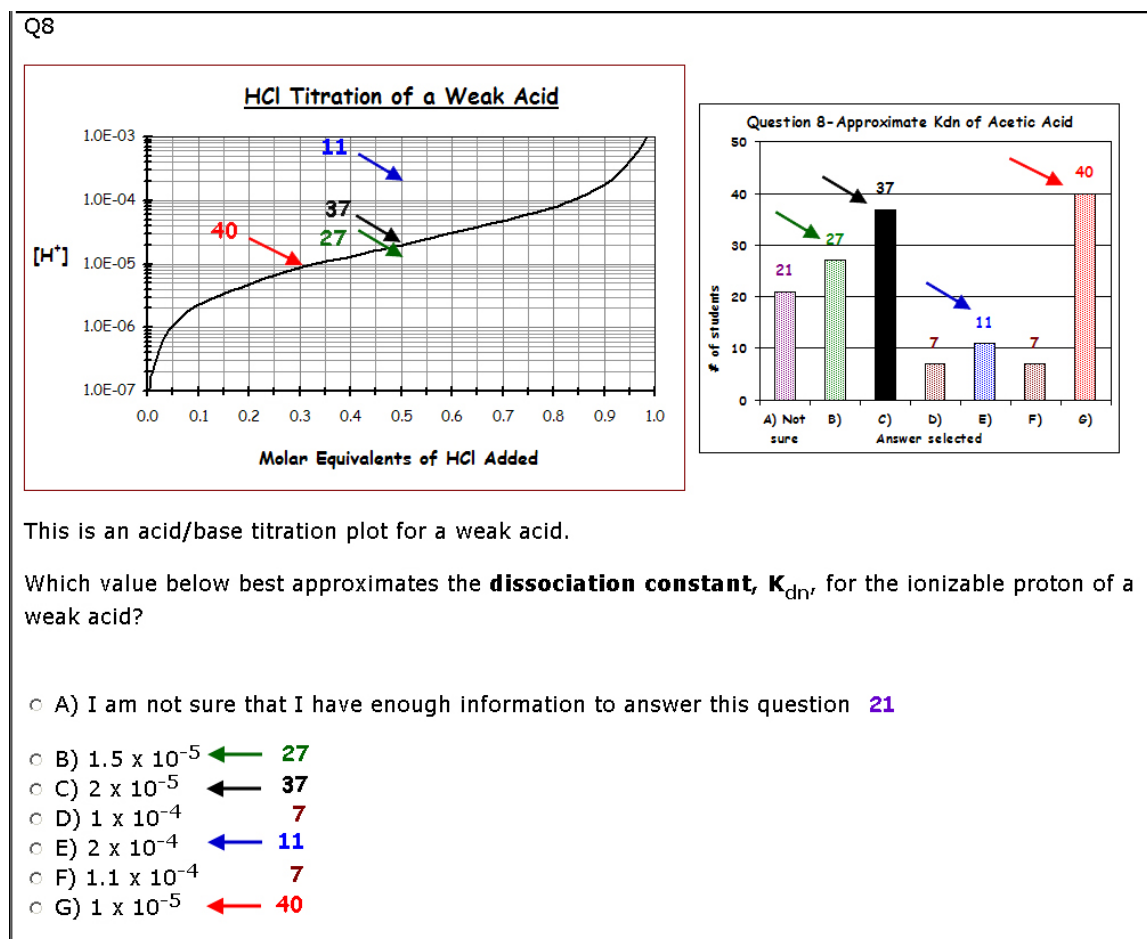 Q8
HCl Titration of a Weak Acid
1.0E-03
1.0E-04
1.0E-05
1.0E-06
1.0E-07
[H+]
11
37
40
27
0.0 0.1 0.2 0.3 0.4 0.5 0.6 0.7 0.8 0.9 1.0
Molar Equivalents of HCl Added
Question 8-Approximate Kdn of Acetic Acid
50
40
30
20
10
0
# of students
21
27
37
7
11
7
40
A) Not sure B) C) D) E) F) G)
Answer selected
This is an acid/base titration plot for a weak acid.
Which value below best approximates the dissociation constant, Kdn, for the ionizable proton of a
weak acid?
A) I am not sure that I have enough information to answer this question 21
B) 1.5 x 10-5 27
C) 2 x 10-5 37
D) 1 x 10-4 7
E) 2 x 10-4 11
F) 1.1 x 10-4 7
G) 1 x 10-5 40